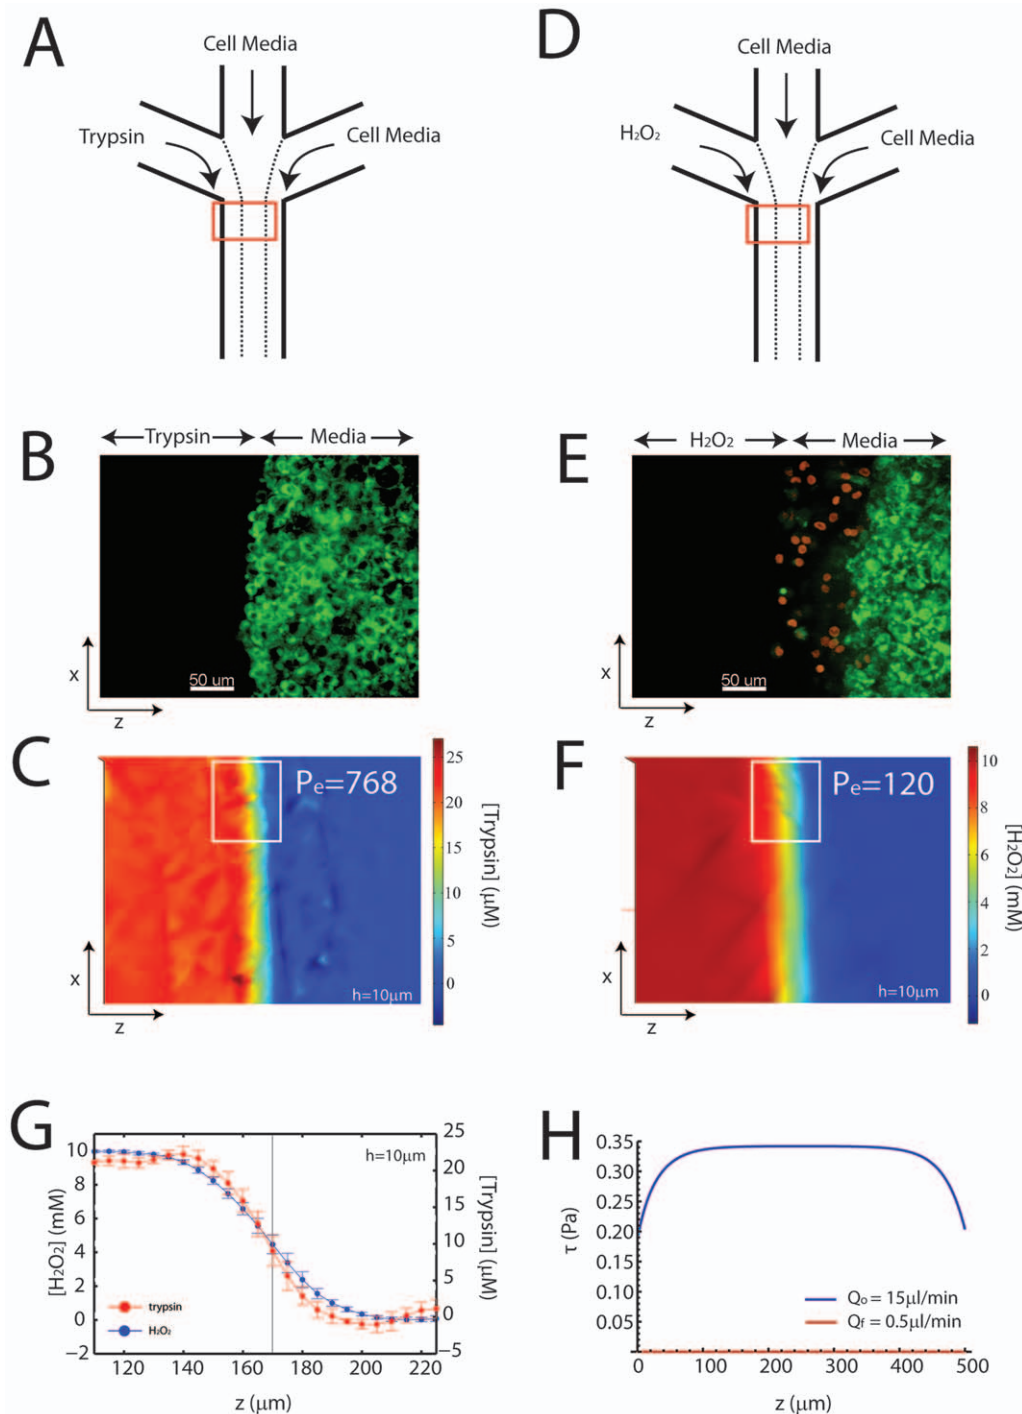 A
Cell Media
Trypsin
Cell Media
D
Cell Media
H₂O₂
Cell Media
B
Trypsin
Media
50 um
x
z
E
H₂O₂
Media
50 um
x
z
C
Pe=768
h=10μm
x
z
25
20
15
10
5
0
[Trypsin] (μM)
F
Pe=120
h=10μm
x
z
10
8
6
4
2
0
[H₂O₂] (mM)
G
h=10μm
10
8
6
4
2
0
−2
[H₂O₂] (mM)
25
20
15
10
5
0
−5
[Trypsin] (μM)
trypsin
H₂O₂
120 140 160 180 200 220
z (μm)
H
0.35
0.30
0.25
0.20
0.15
0.10
0.05
τ (Pa)
Qo = 15μl/min
Qf = 0.5μl/min
0 100 200 300 400 500
z (μm)